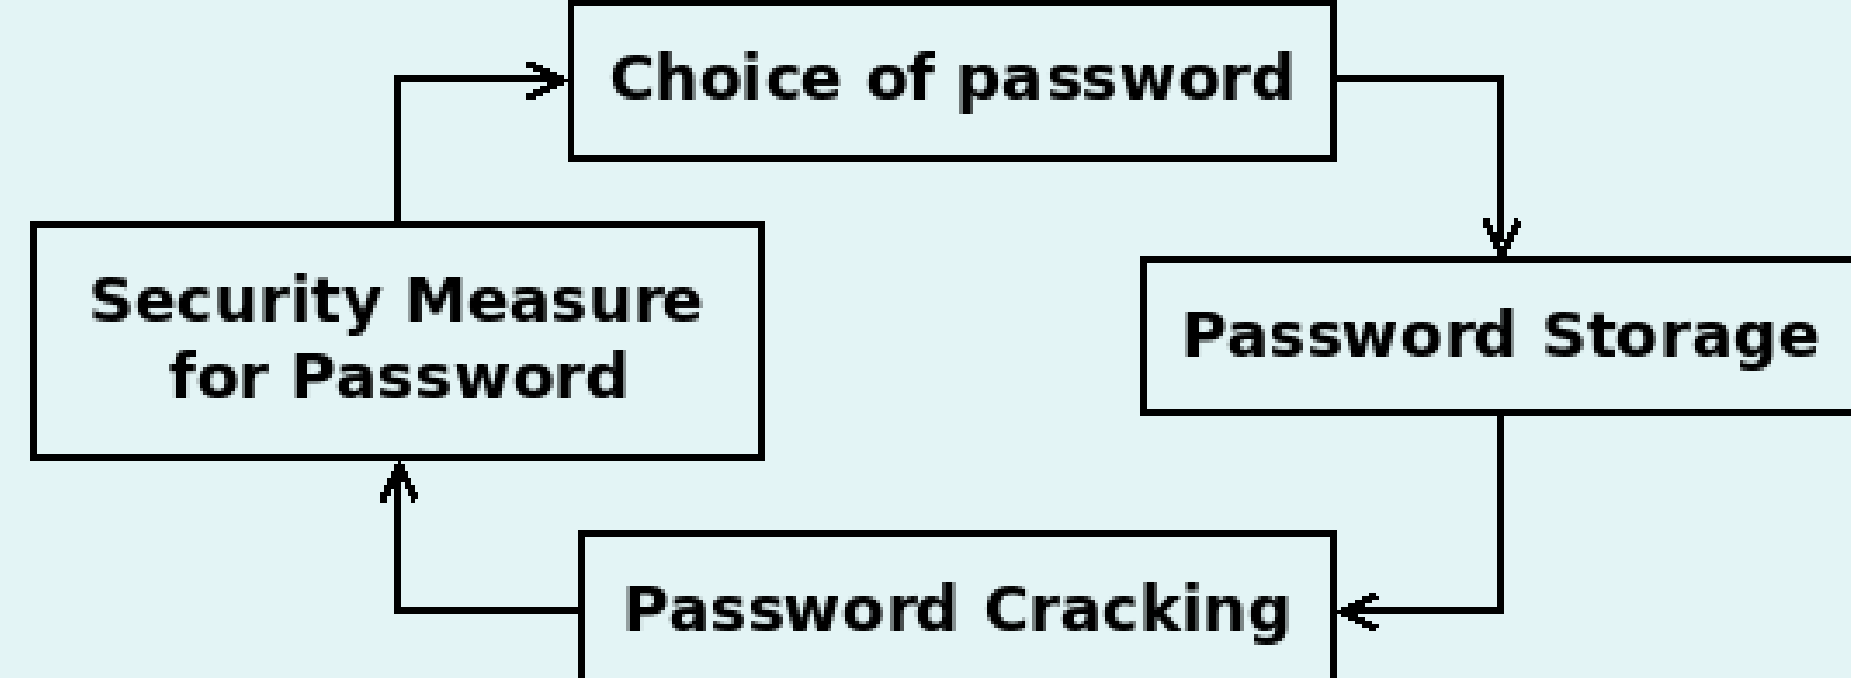 Choice of password
Security Measure
for Password
Password Storage
Password Cracking